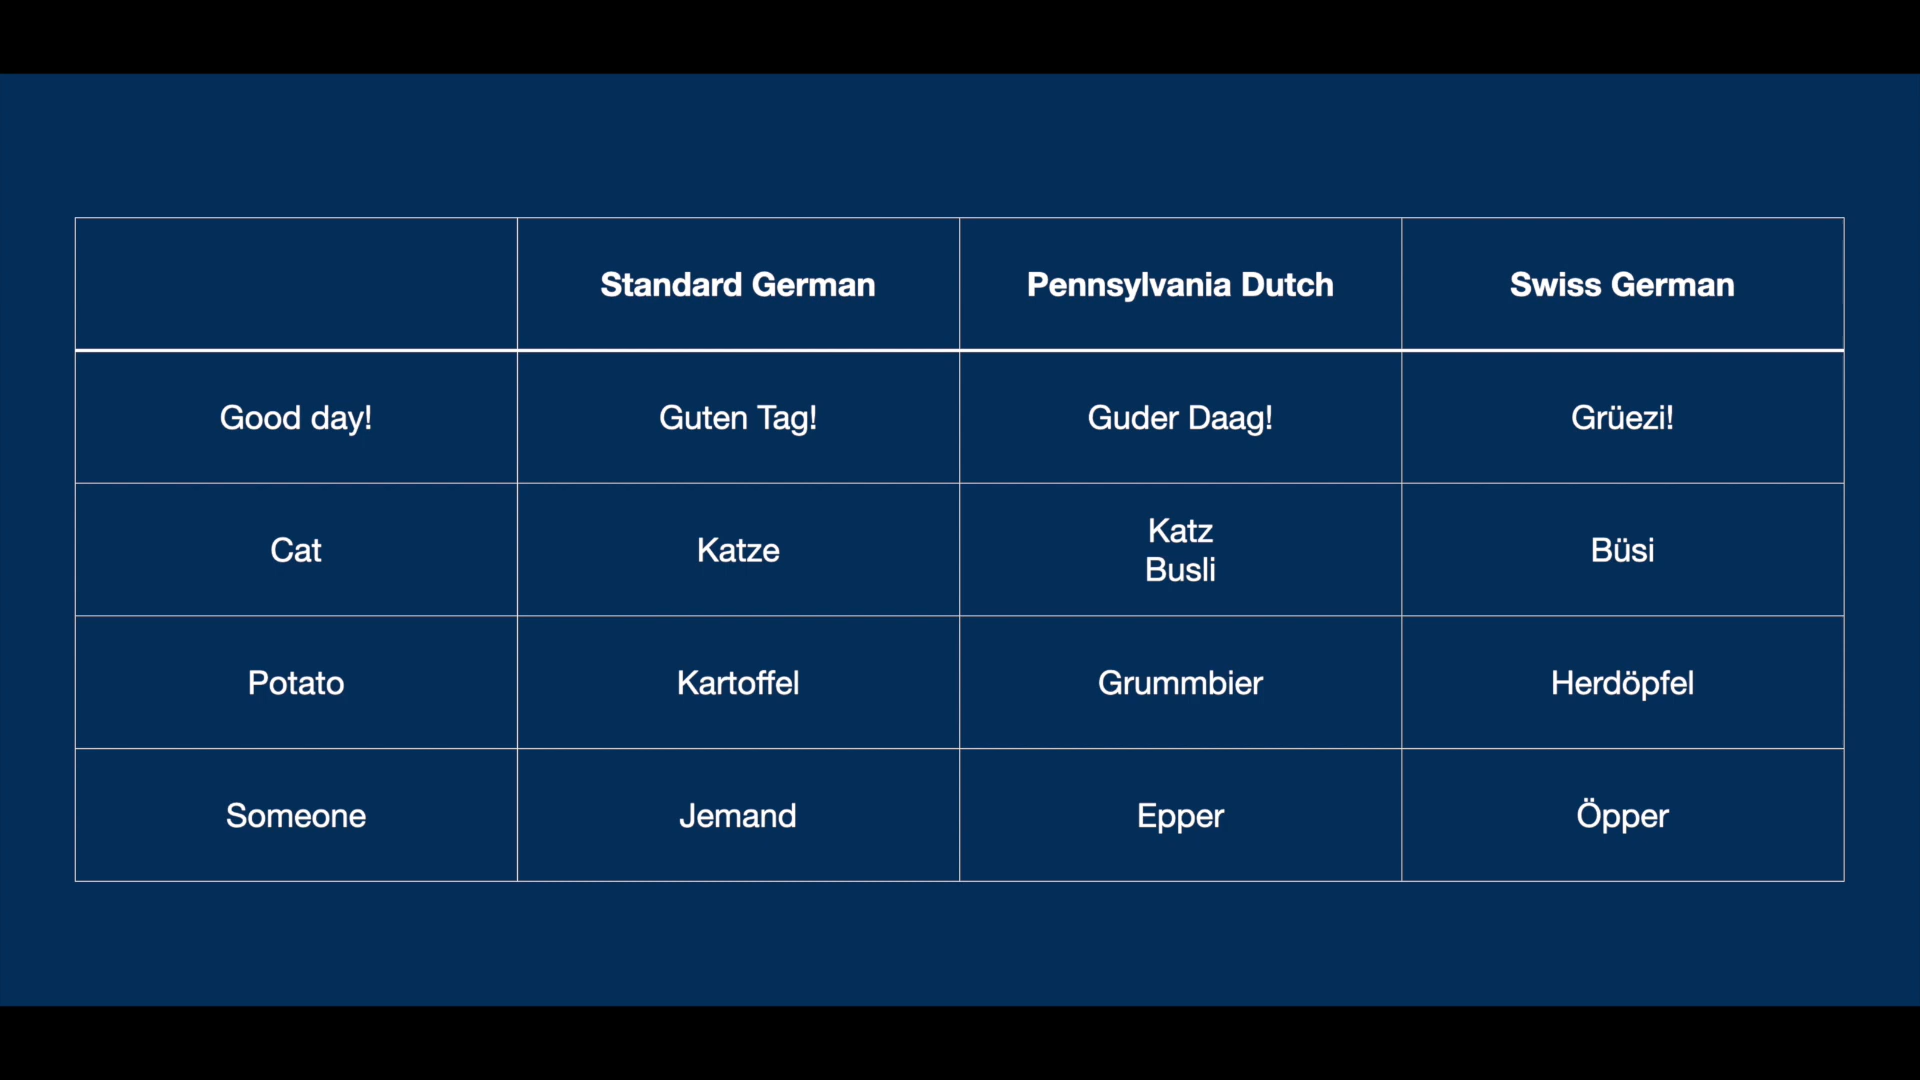 Standard German Pennsylvania Dutch Swiss German
Good day! Guten Tag! Guder Daag! Grüezi!
Cat Katze Katz Büsi
Busli
Potato Kartoffel Grummbier Herdöpfel
Someone Jemand Epper Öpper